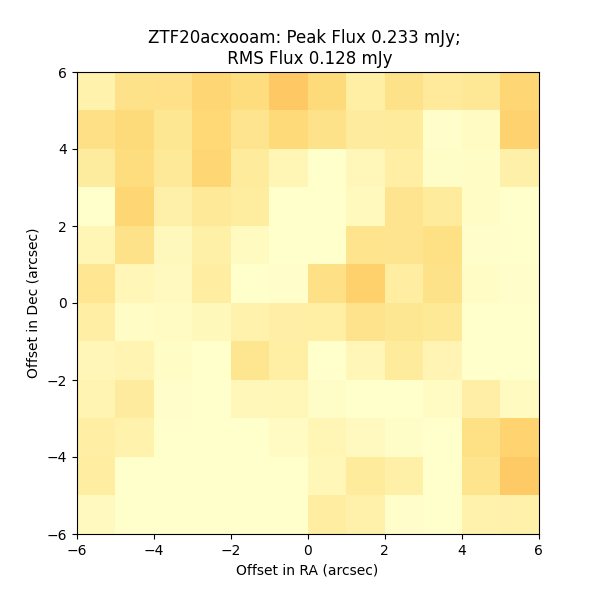 ZTF20acxooam: Peak Flux 0.233 mJy;
RMS Flux 0.128 mJy
6
4
2
0
−2
−4
−6
Offset in Dec (arcsec)
−6 −4 −2 0 2 4 6
Offset in RA (arcsec)